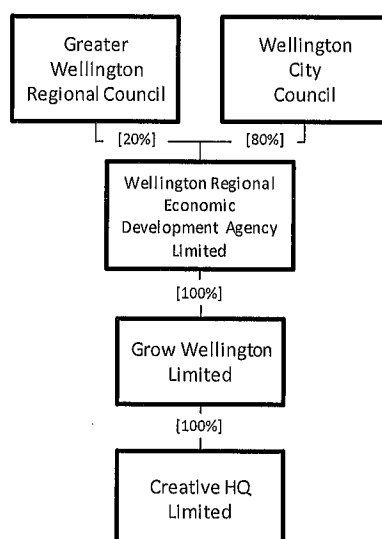 Greater
Wellington
Regional Council
Wellington
City
Council
[20%]
[80%]
Wellington Regional
Economic
Development Agency
Limited
[100%]
Grow Wellington
Limited
[100%]
Creative HQ
Limited